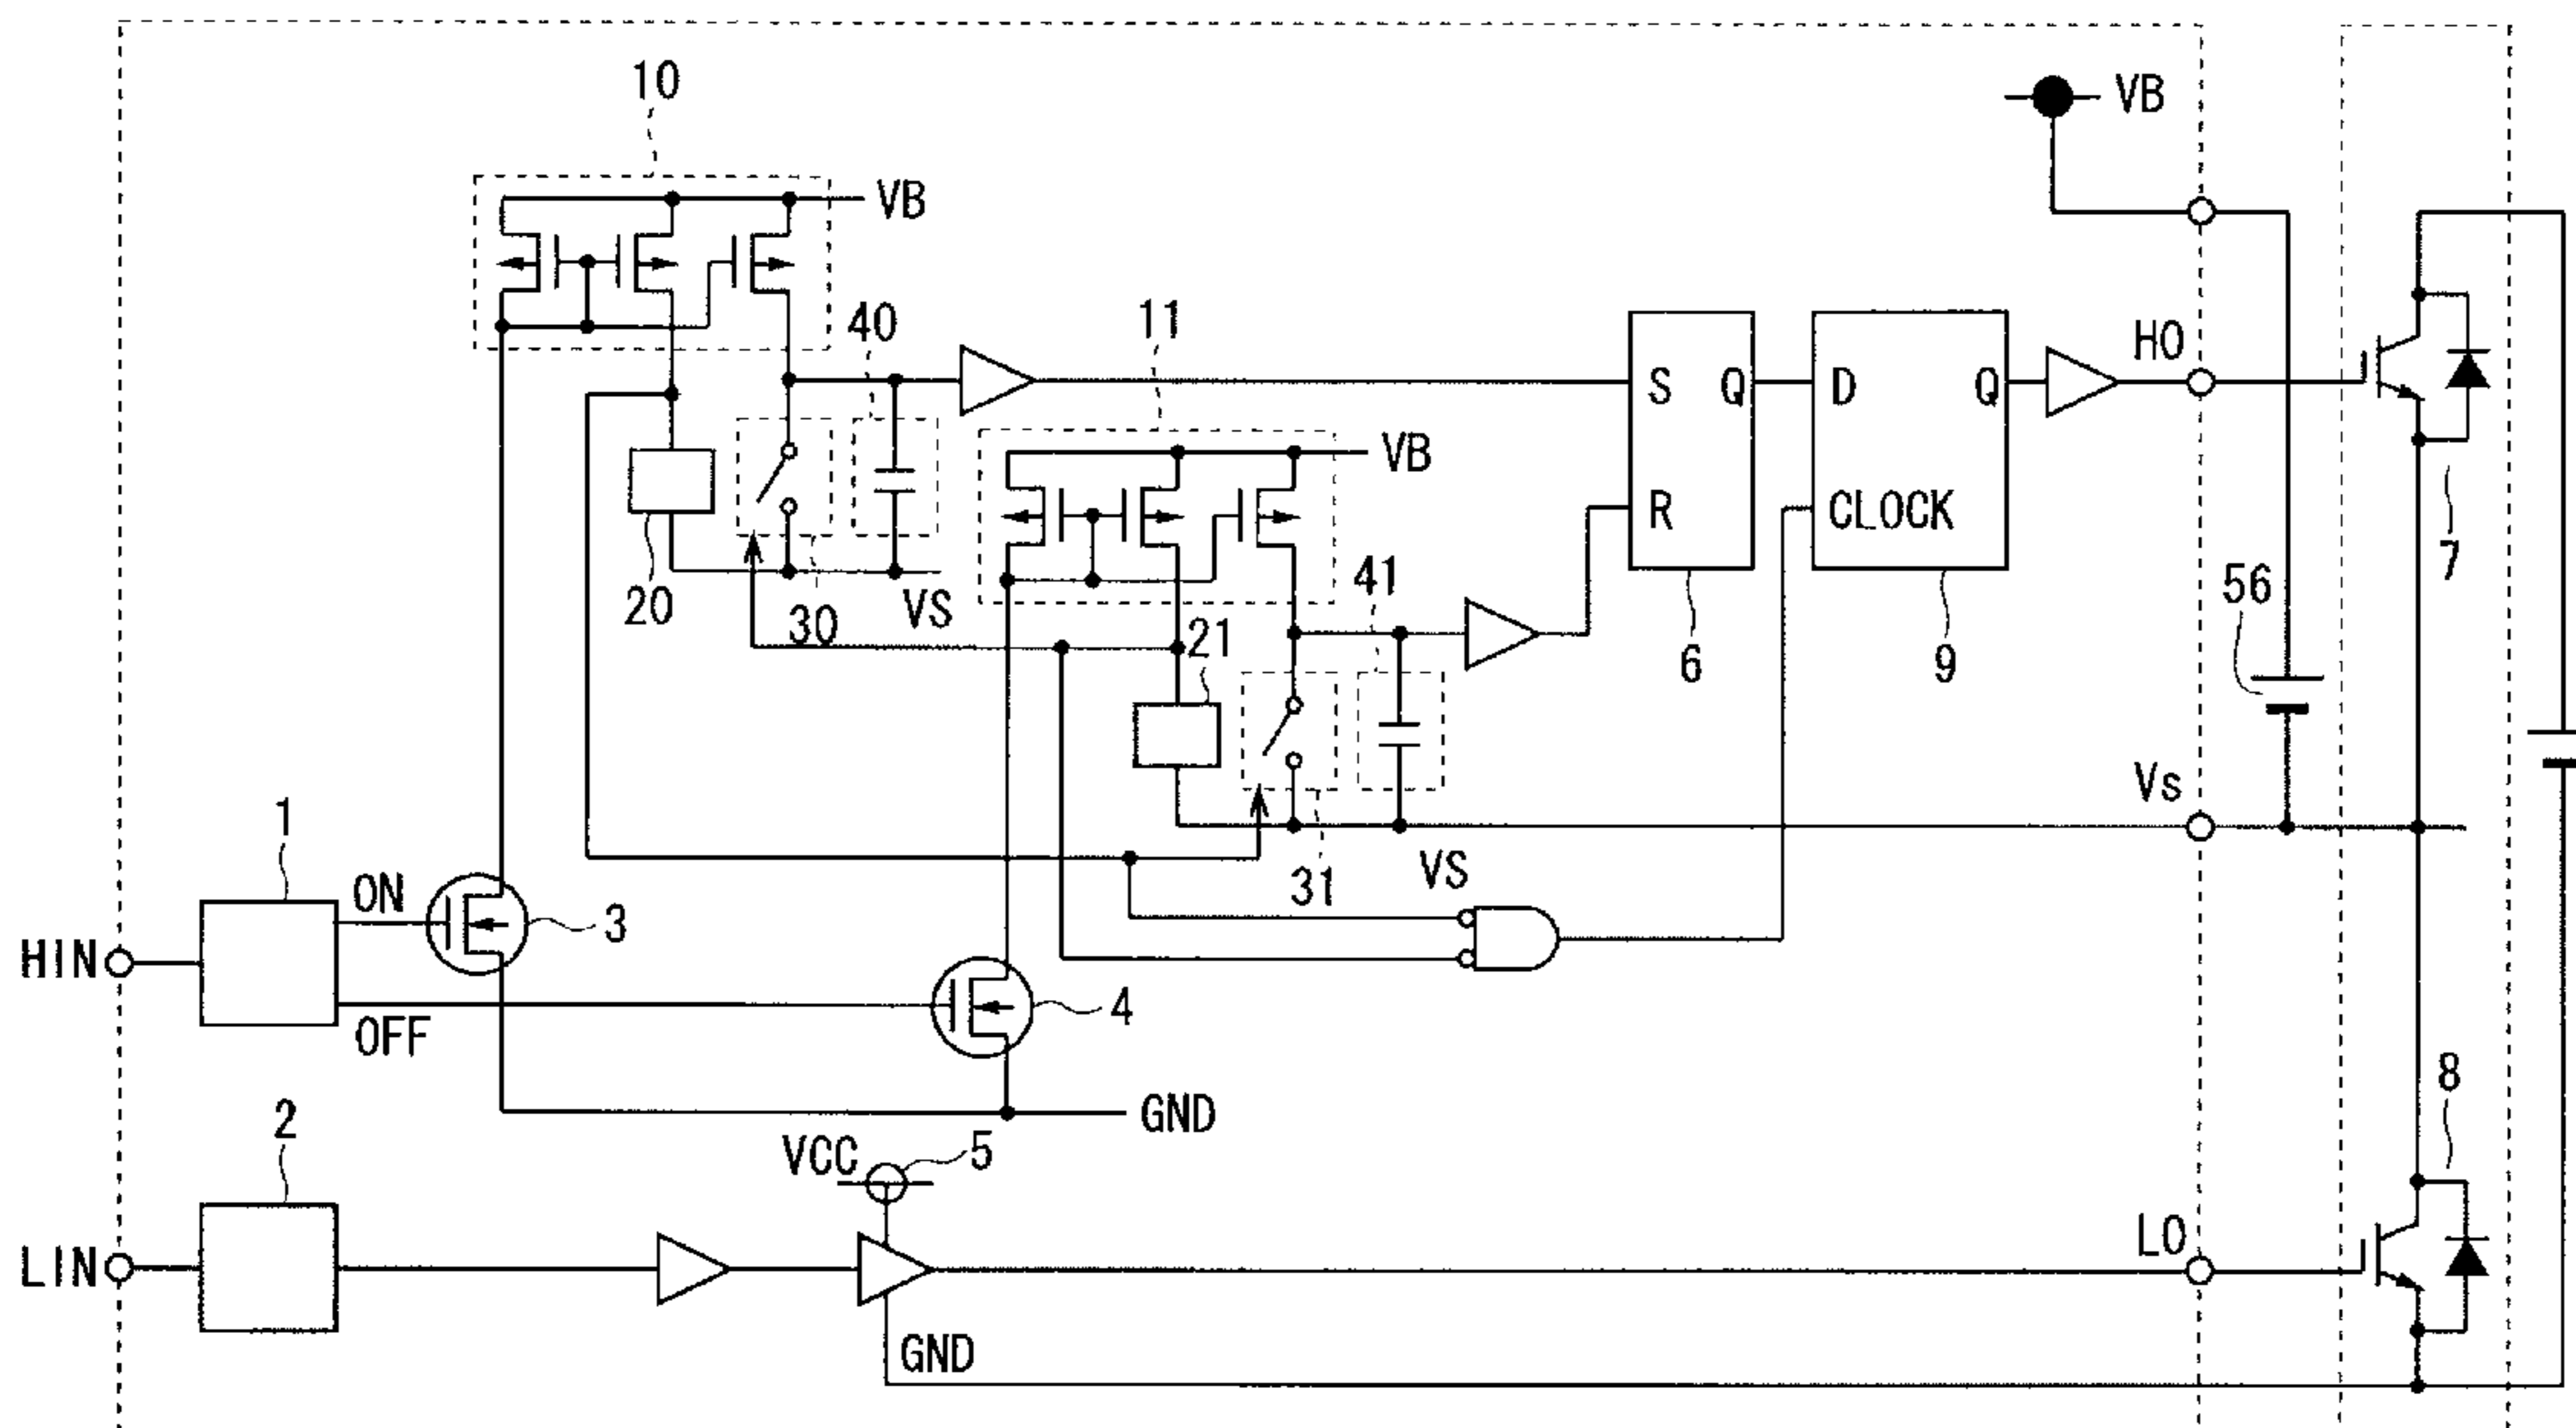 10
VB
VB
40
11
HO
S
Q
D
Q
VB
R
CLOCK
7
20
30
VS
41
56
21
6
9
Vs
1
ON
31
VS
3
HIN
4
OFF
8
GND
2
VCC
5
LO
LIN
GND